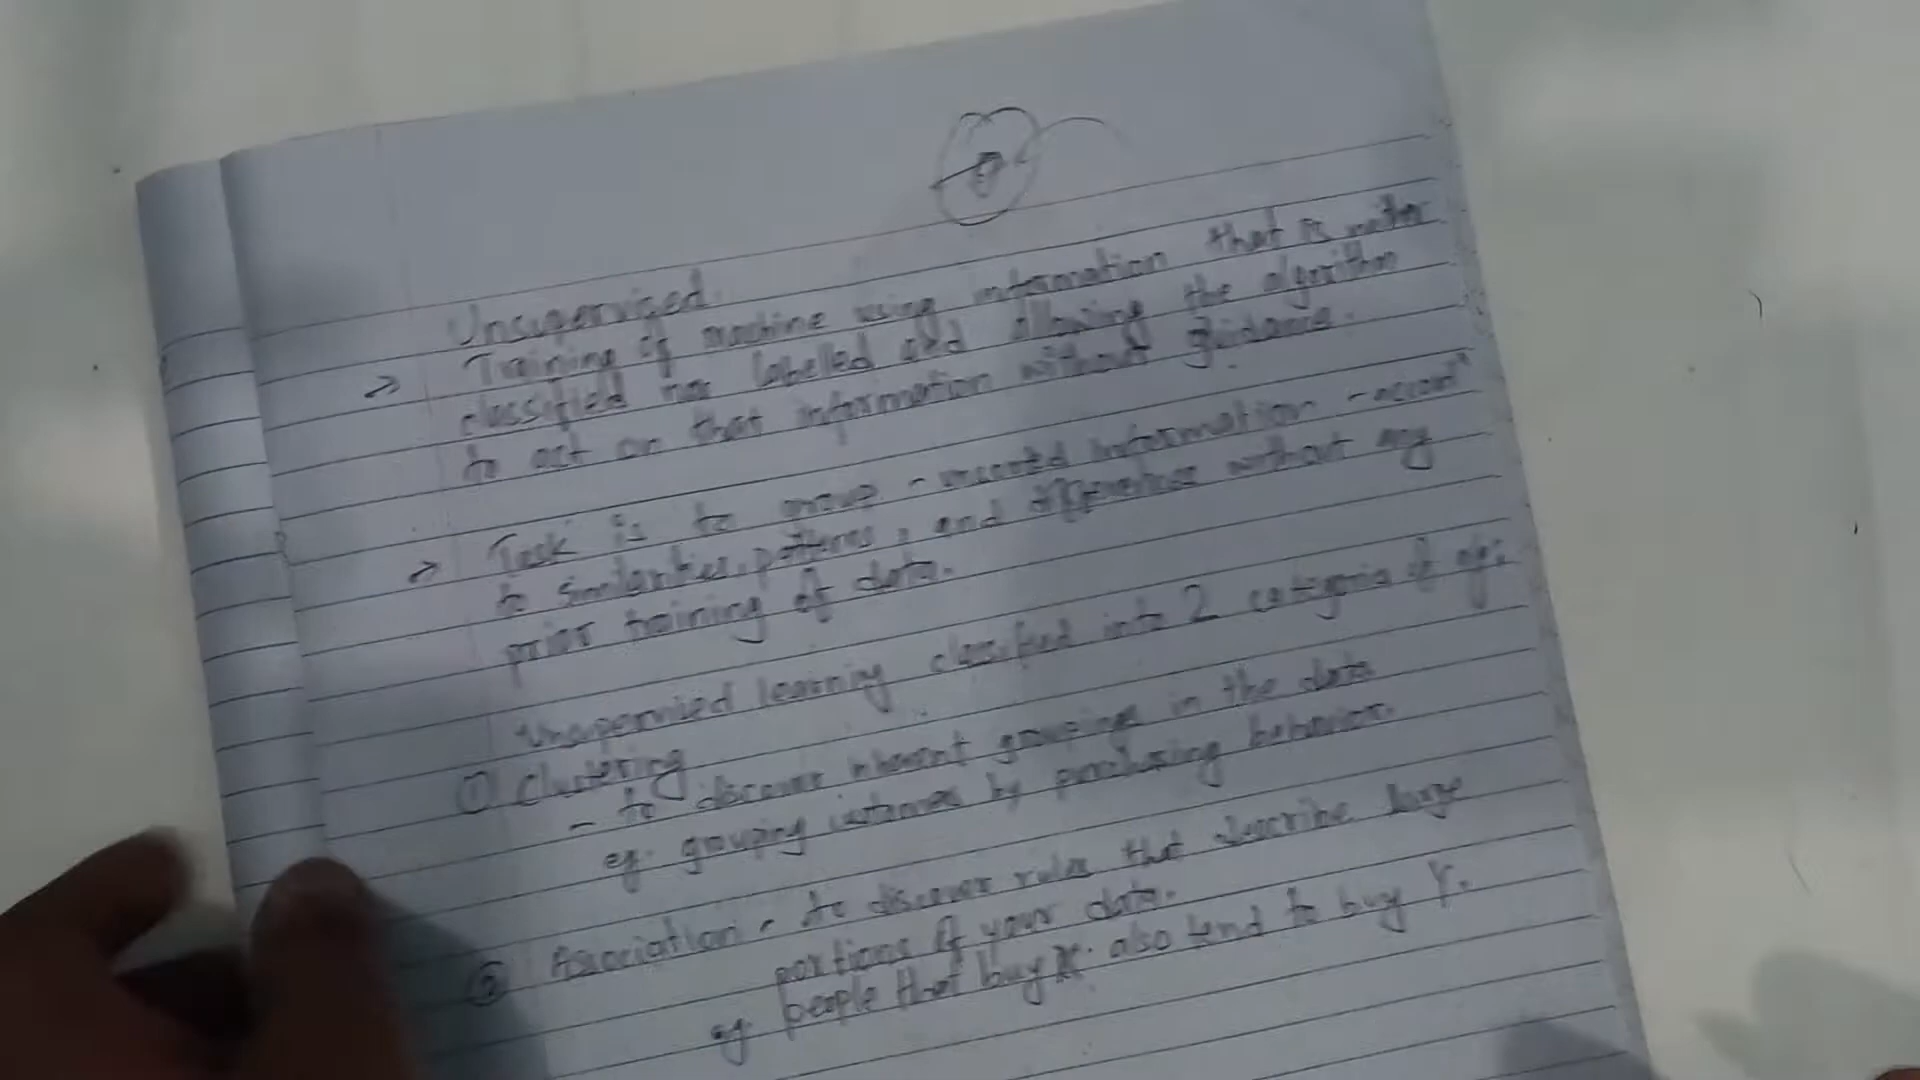 Unsupervised
→ Training of machine using information that is neither
classified nor labelled and allowing the algorithm
to act on that information without guidance.
→ Task is to group - unsorted information -
to similarities, patterns, and differences without any
prior training of data.
Unsupervised learning classified into 2 categories of
① Clustering
- to discover inherent groupings in the data
eg. grouping customers by purchasing behavior.
② Association - to discover rules that describe large
portions of your data.
eg. people that buy X also tend to buy Y.